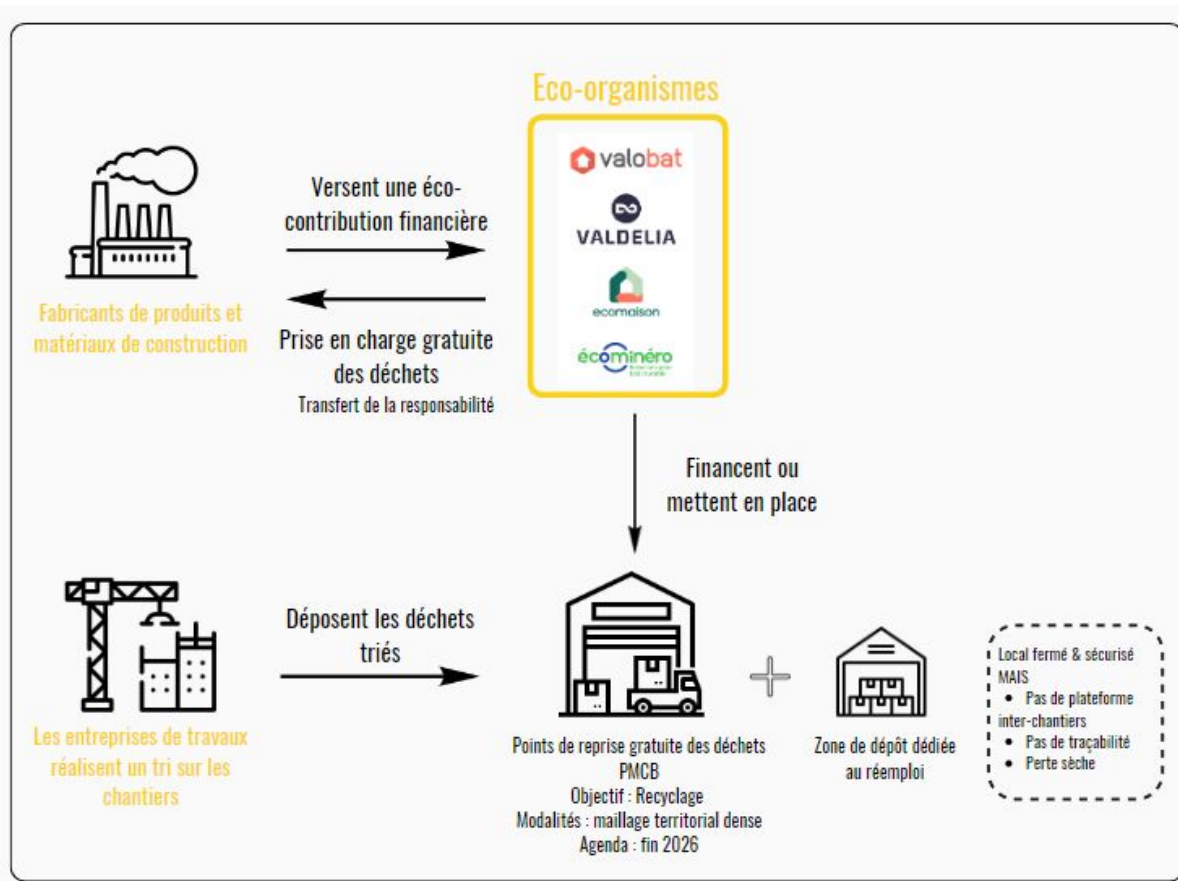 Eco-organismes
valobat
VALDELIA
ecomaison
écominéro
Versent une éco-
contribution financière
Fabricants de produits et
matériaux de construction
Prise en charge gratuite
des déchets
Transfert de la responsabilité
Financent ou
mettent en place
Déposent les déchets
triés
Les entreprises de travaux
réalisent un tri sur les
chantiers
Points de reprise gratuite des déchets
PMCB
Objectif : Recyclage
Modalités : maillage territorial dense
Agenda : fin 2026
Zone de dépôt dédiée
au réemploi
Local fermé & sécurisé
MAIS
• Pas de plateforme
inter-chantiers
• Pas de traçabilité
• Perte sèche